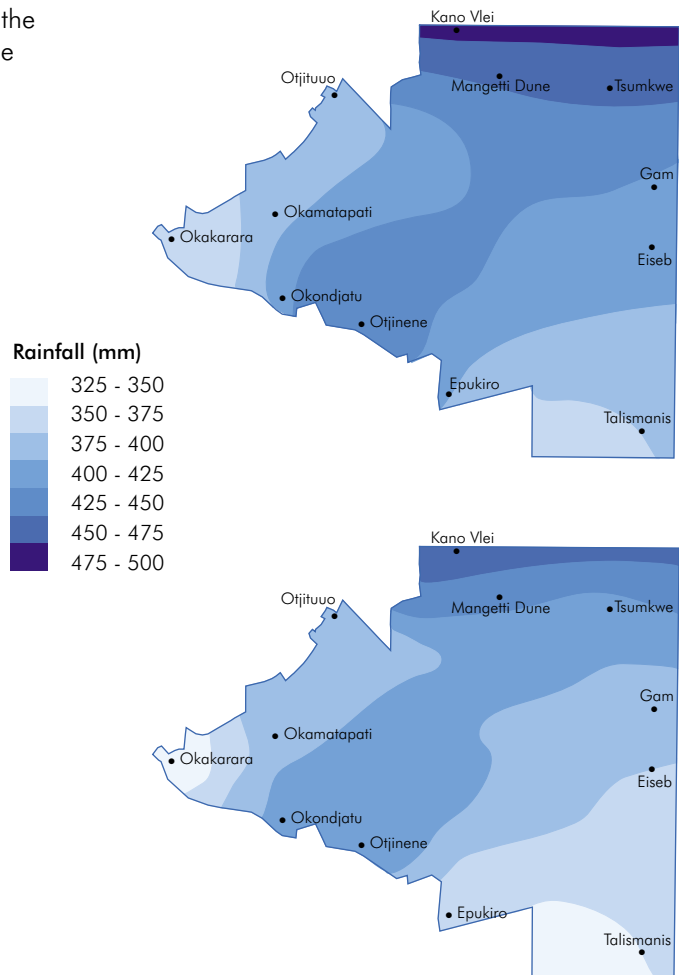 the
e
Kano Vlei
Otjituuo
Mangetti Dune
Tsumkwe
Gam
Okamatapati
Okakarara
Eiseb
Okondjatu
Otjinene
Rainfall (mm)
325 - 350
350 - 375
375 - 400
400 - 425
425 - 450
450 - 475
475 - 500
Epukiro
Talismanis
Kano Vlei
Otjituuo
Mangetti Dune
Tsumkwe
Gam
Okamatapati
Okakarara
Eiseb
Okondjatu
Otjinene
Epukiro
Talismanis